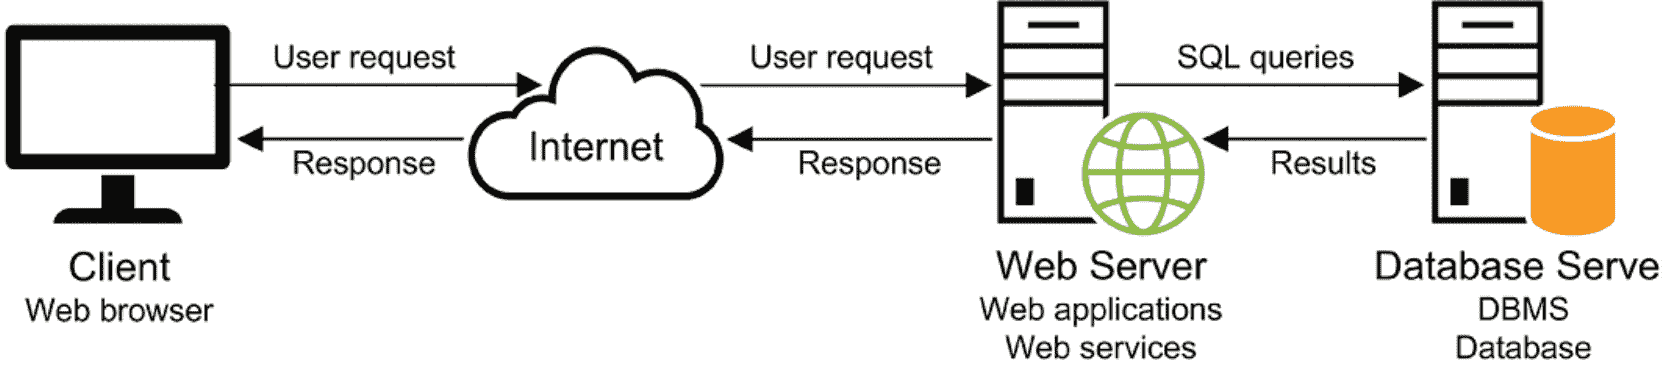 User request
User request
SQL queries
Internet
Response
Response
Results
Client
Web browser
Web Server
Web applications
Web services
Database Serve
DBMS
Database